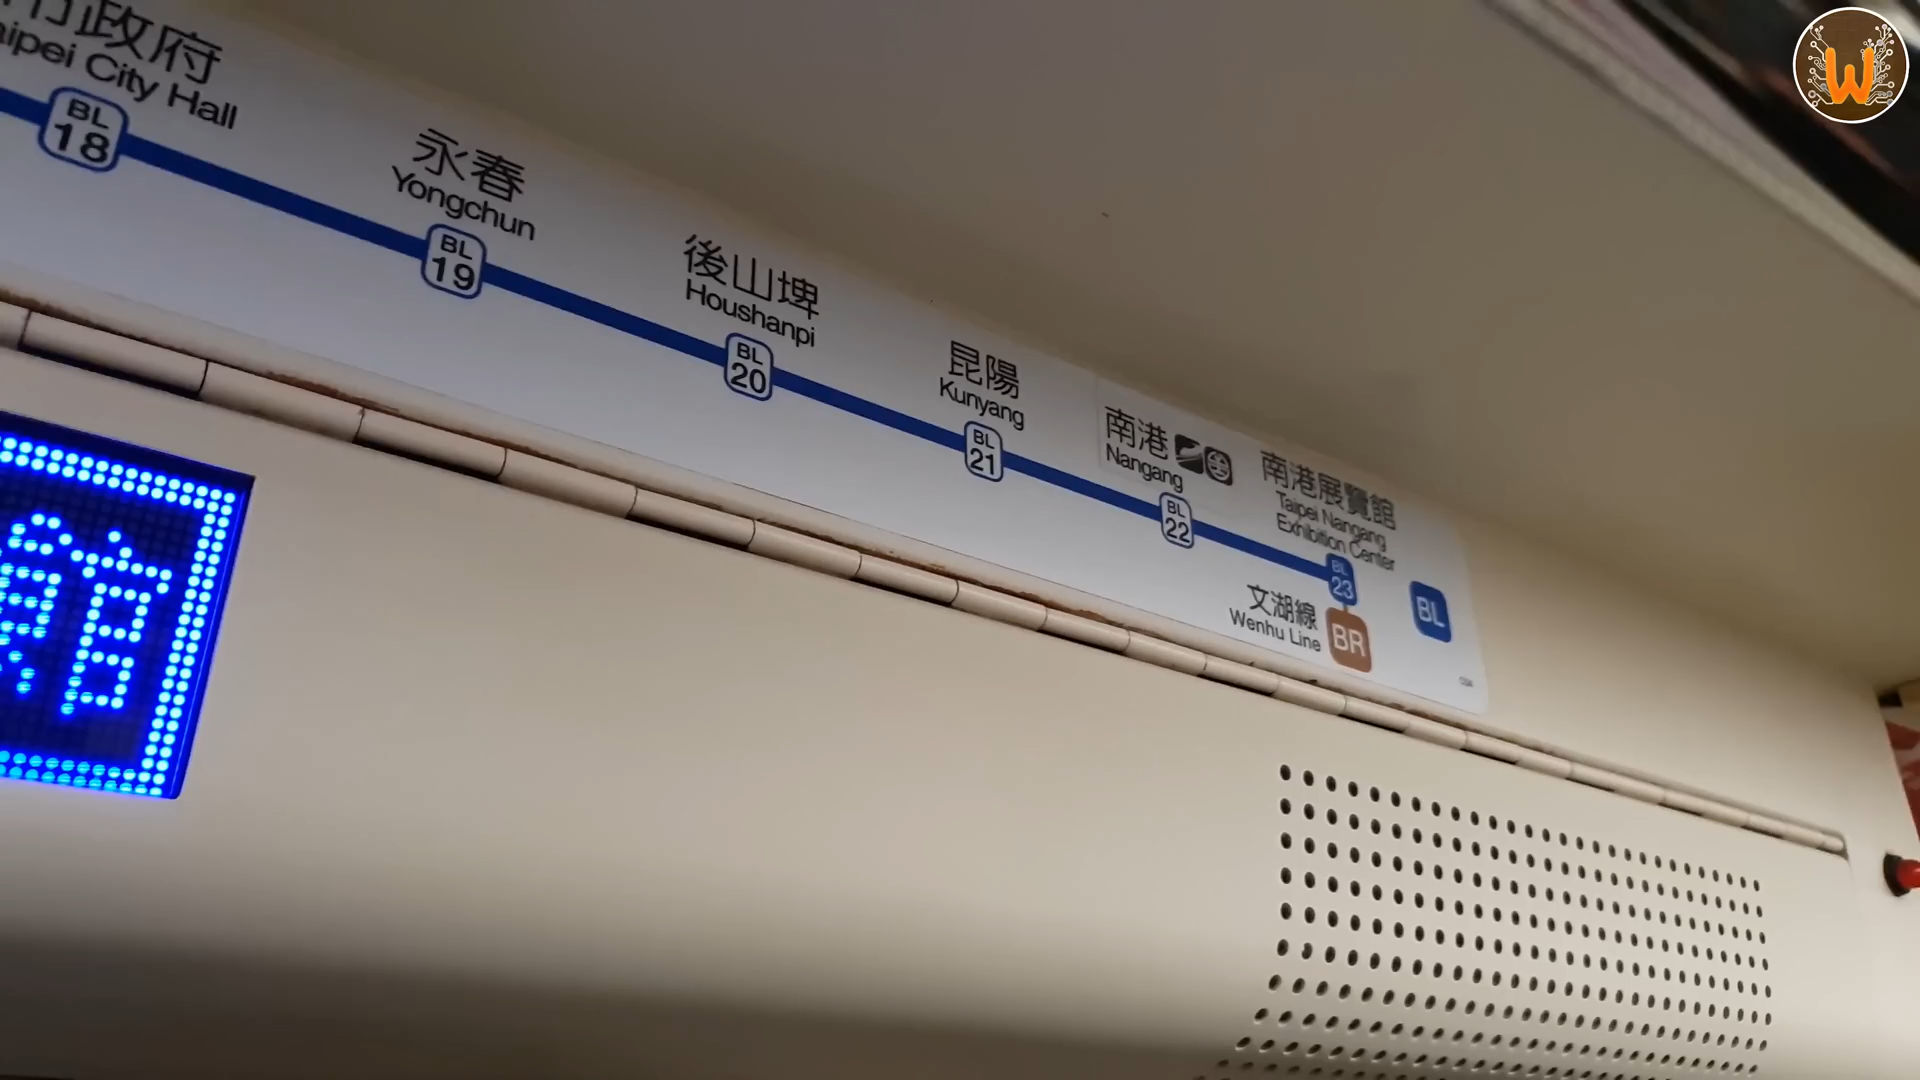 市政府
Taipei City Hall
BL
18
永春
Yongchun
BL
19
後山埤
Houshanpi
BL
20
昆陽
Kunyang
BL
21
南港
Nangang
BL
22
南港展覽館
Taipei Nangang
Exhibition Center
BL
23
文湖線
Wenhu Line
BR
BL
館
W